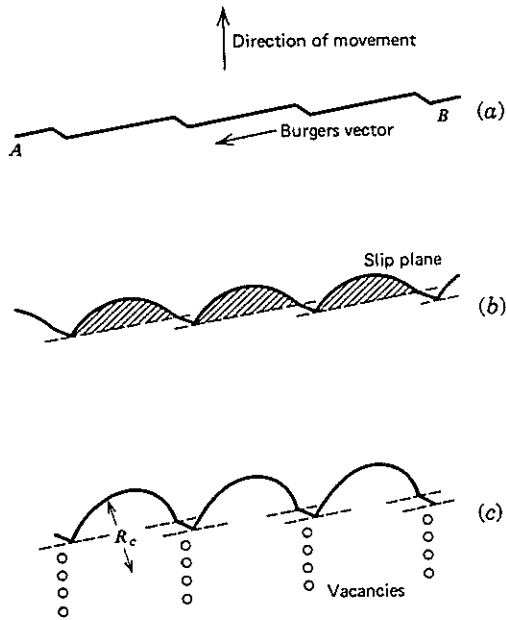 Direction of movement
B
(a)
A
Burgers vector
Slip plane
(b)
(c)
R_c
Vacancies